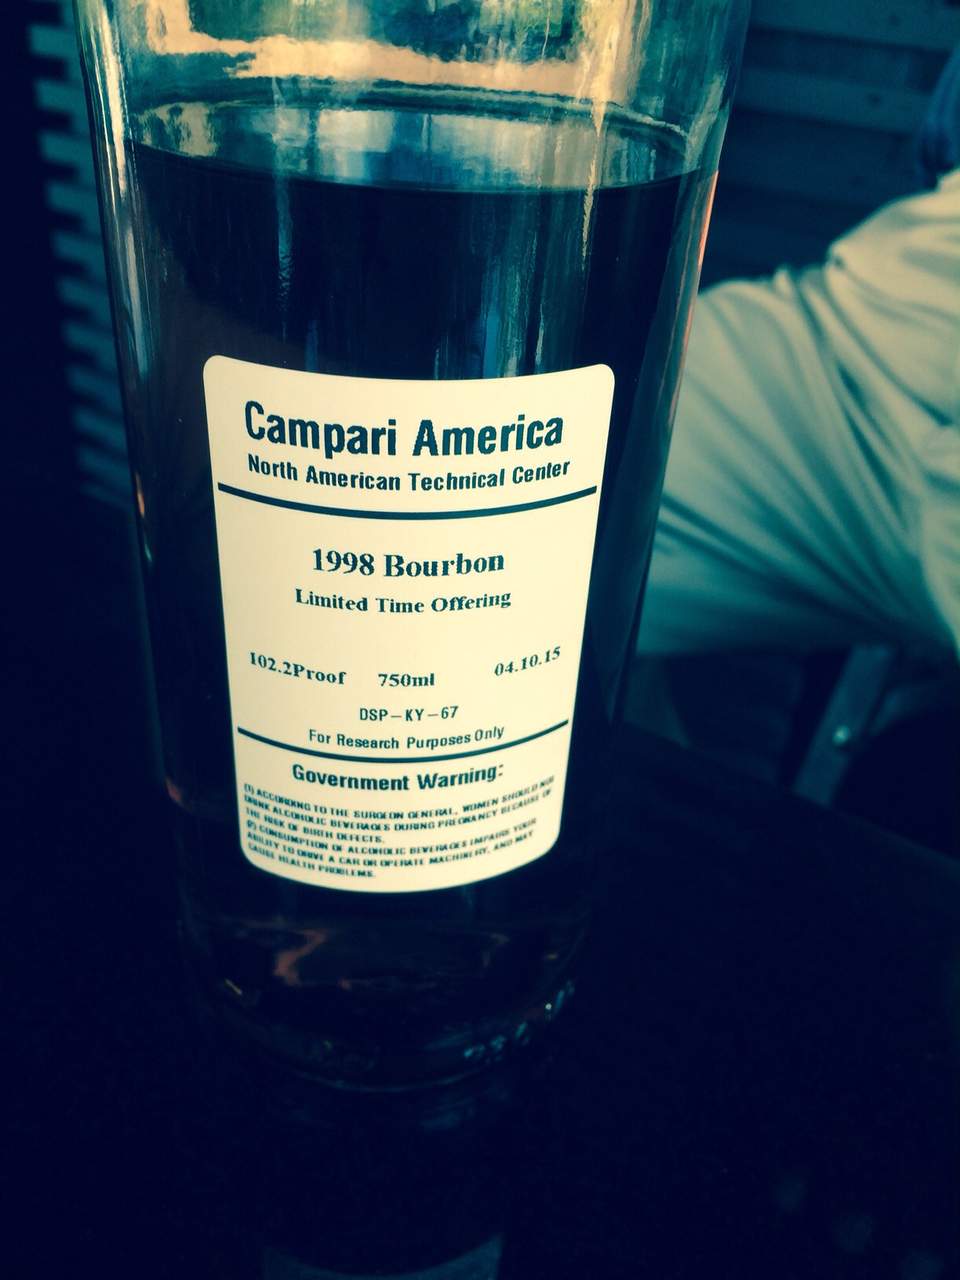 Campari America
North American Technical Center
1998 Bourbon
Limited Time Offering
102.2Proof 750ml 04.10.15
DSP-KY-67
For Research Purposes Only
Government Warning:
(1) ACCORDING TO THE SURGEON GENERAL, WOMEN SHOULD NOT
DRINK ALCOHOLIC BEVERAGES DURING PREGNANCY BECAUSE OF
THE RISK OF BIRTH DEFECTS.
(2) CONSUMPTION OF ALCOHOLIC BEVERAGES IMPAIRS YOUR
ABILITY TO DRIVE A CAR OR OPERATE MACHINERY, AND MAY
CAUSE HEALTH PROBLEMS.